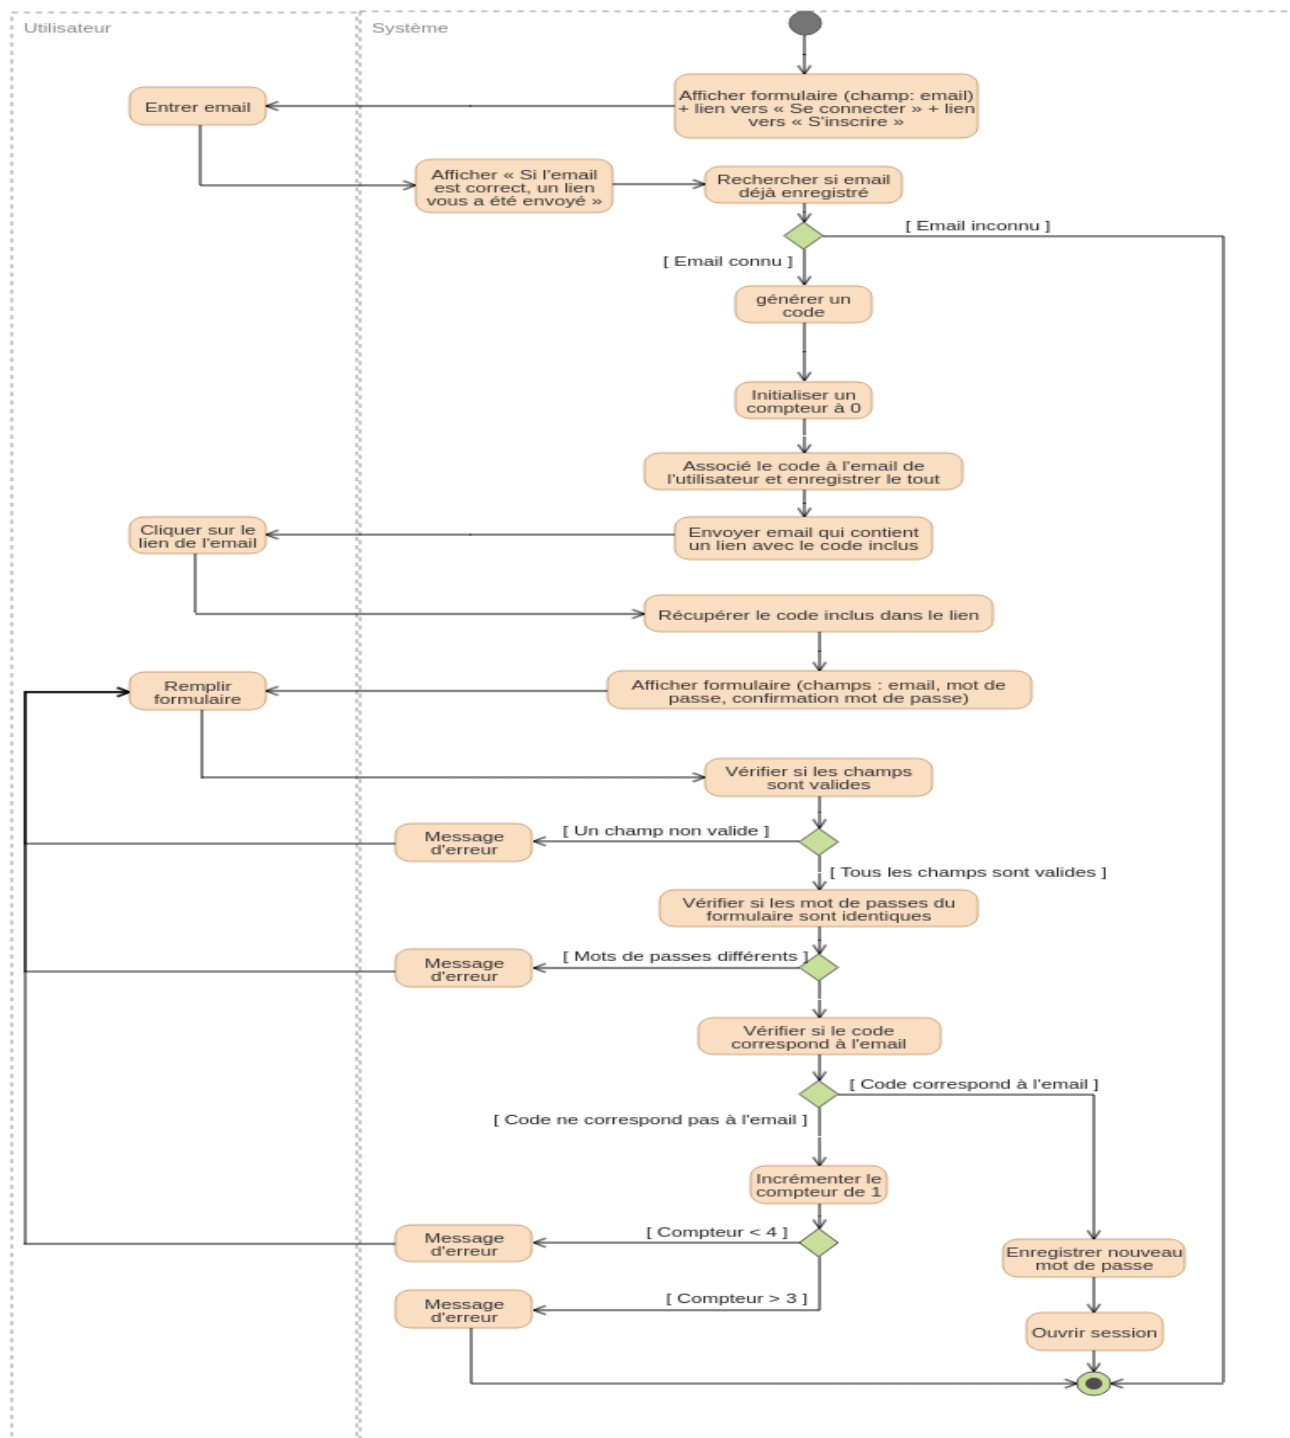 Utilisateur
Système
Afficher formulaire (champ: email)
+ lien vers « Se connecter » + lien
vers « S'inscrire »
Entrer email
Afficher « Si l'email
est correct, un lien
vous a été envoyé »
Rechercher si email
déjà enregistré
[ Email inconnu ]
[ Email connu ]
générer un
code
Initialiser un
compteur à 0
Associé le code à l'email de
l'utilisateur et enregistrer le tout
Envoyer email qui contient
un lien avec le code inclus
Cliquer sur le
lien de l'email
Récupérer le code inclus dans le lien
Afficher formulaire (champs : email, mot de
passe, confirmation mot de passe)
Remplir
formulaire
Vérifier si les champs
sont valides
[ Un champ non valide ]
Message
d'erreur
[ Tous les champs sont valides ]
Vérifier si les mot de passes du
formulaire sont identiques
[ Mots de passes différents ]
Message
d'erreur
Vérifier si le code
correspond à l'email
[ Code correspond à l'email ]
[ Code ne correspond pas à l'email ]
Incrémenter le
compteur de 1
[ Compteur < 4 ]
Message
d'erreur
Enregistrer nouveau
mot de passe
[ Compteur > 3 ]
Message
d'erreur
Ouvrir session